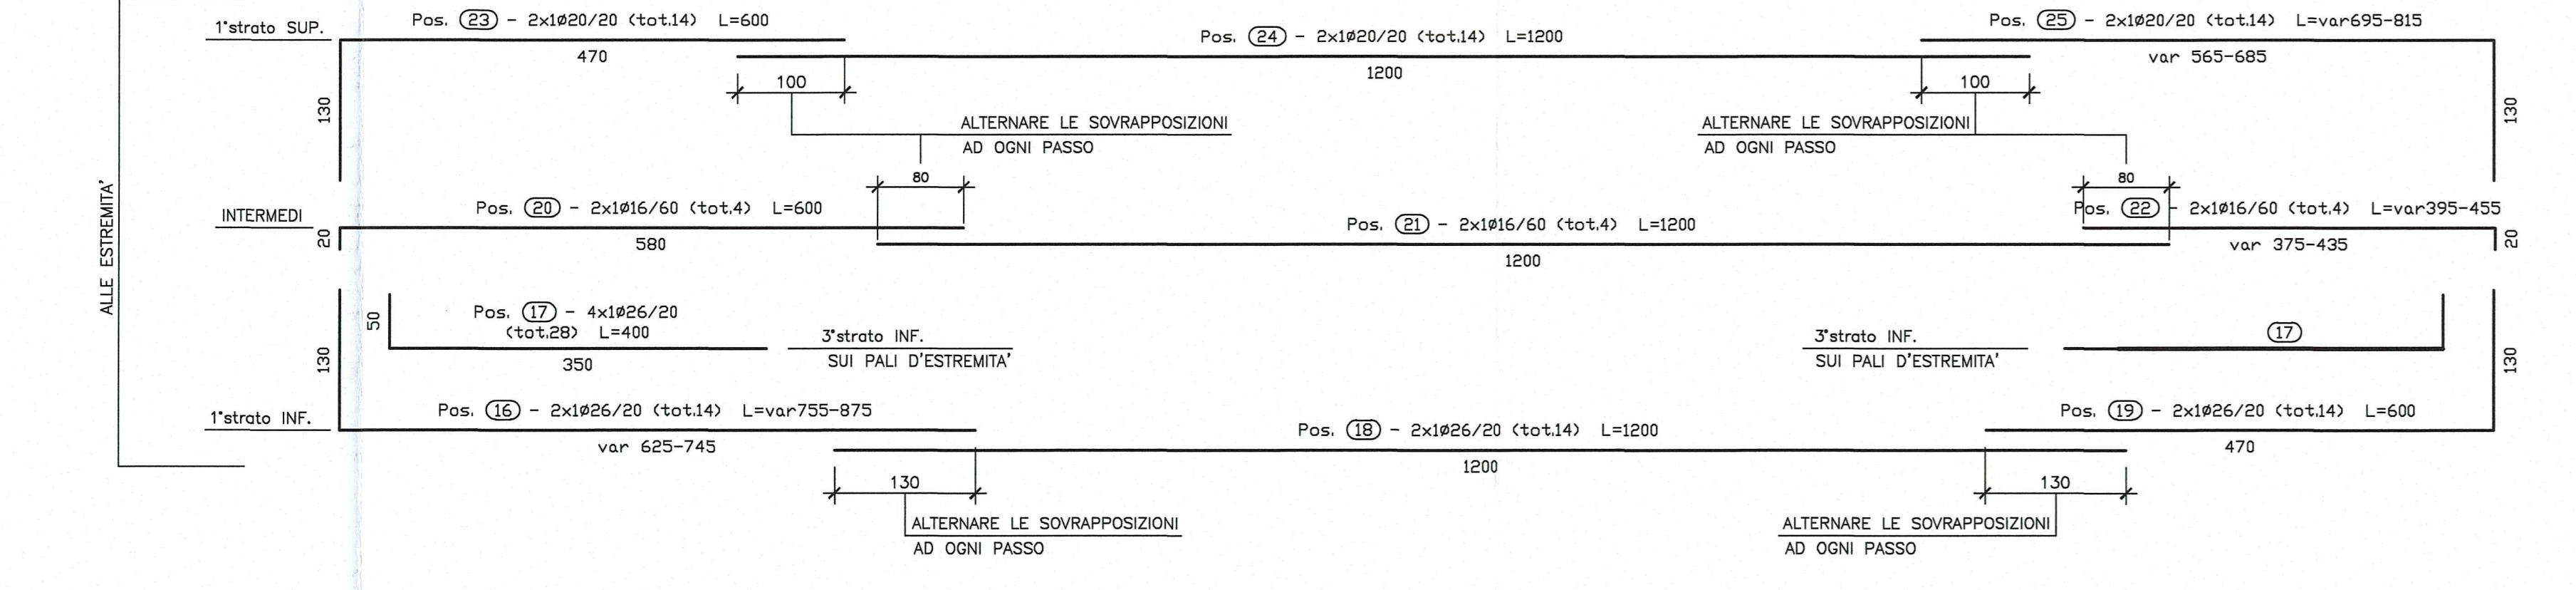 1°strato SUP.
Pos. 23 - 2x1ø20/20 (tot.14) L=600
470
Pos. 24 - 2x1ø20/20 (tot.14) L=1200
1200
Pos. 25 - 2x1ø20/20 (tot.14) L=var695-815
var 565-685
130
100
100
130
ALTERNARE LE SOVRAPPOSIZIONI
AD OGNI PASSO
ALTERNARE LE SOVRAPPOSIZIONI
AD OGNI PASSO
80
80
ALLE ESTREMITA'
INTERMEDI
20
Pos. 20 - 2x1ø16/60 (tot.4) L=600
580
Pos. 21 - 2x1ø16/60 (tot.4) L=1200
1200
Pos. 22 - 2x1ø16/60 (tot.4) L=var395-455
var 375-435
20
130
50
Pos. 17 - 4x1ø26/20
(tot.28) L=400
350
3°strato INF.
SUI PALI D'ESTREMITA'
3°strato INF.
SUI PALI D'ESTREMITA'
17
130
1°strato INF.
Pos. 16 - 2x1ø26/20 (tot.14) L=var755-875
var 625-745
Pos. 18 - 2x1ø26/20 (tot.14) L=1200
1200
Pos. 19 - 2x1ø26/20 (tot.14) L=600
470
130
130
ALTERNARE LE SOVRAPPOSIZIONI
AD OGNI PASSO
ALTERNARE LE SOVRAPPOSIZIONI
AD OGNI PASSO